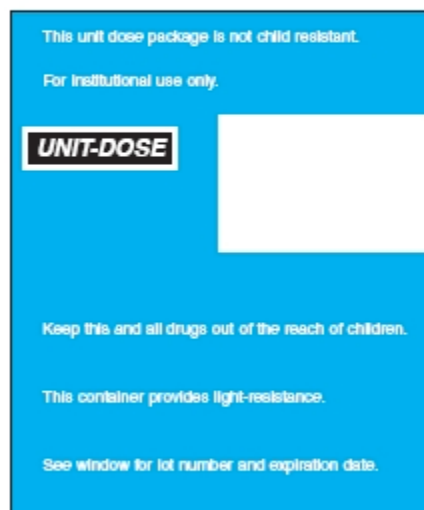 This unit dose package is not child resistant.
For institutional use only.
UNIT-DOSE
Keep this and all drugs out of the reach of children.
This container provides light-resistance.
See window for lot number and expiration date.